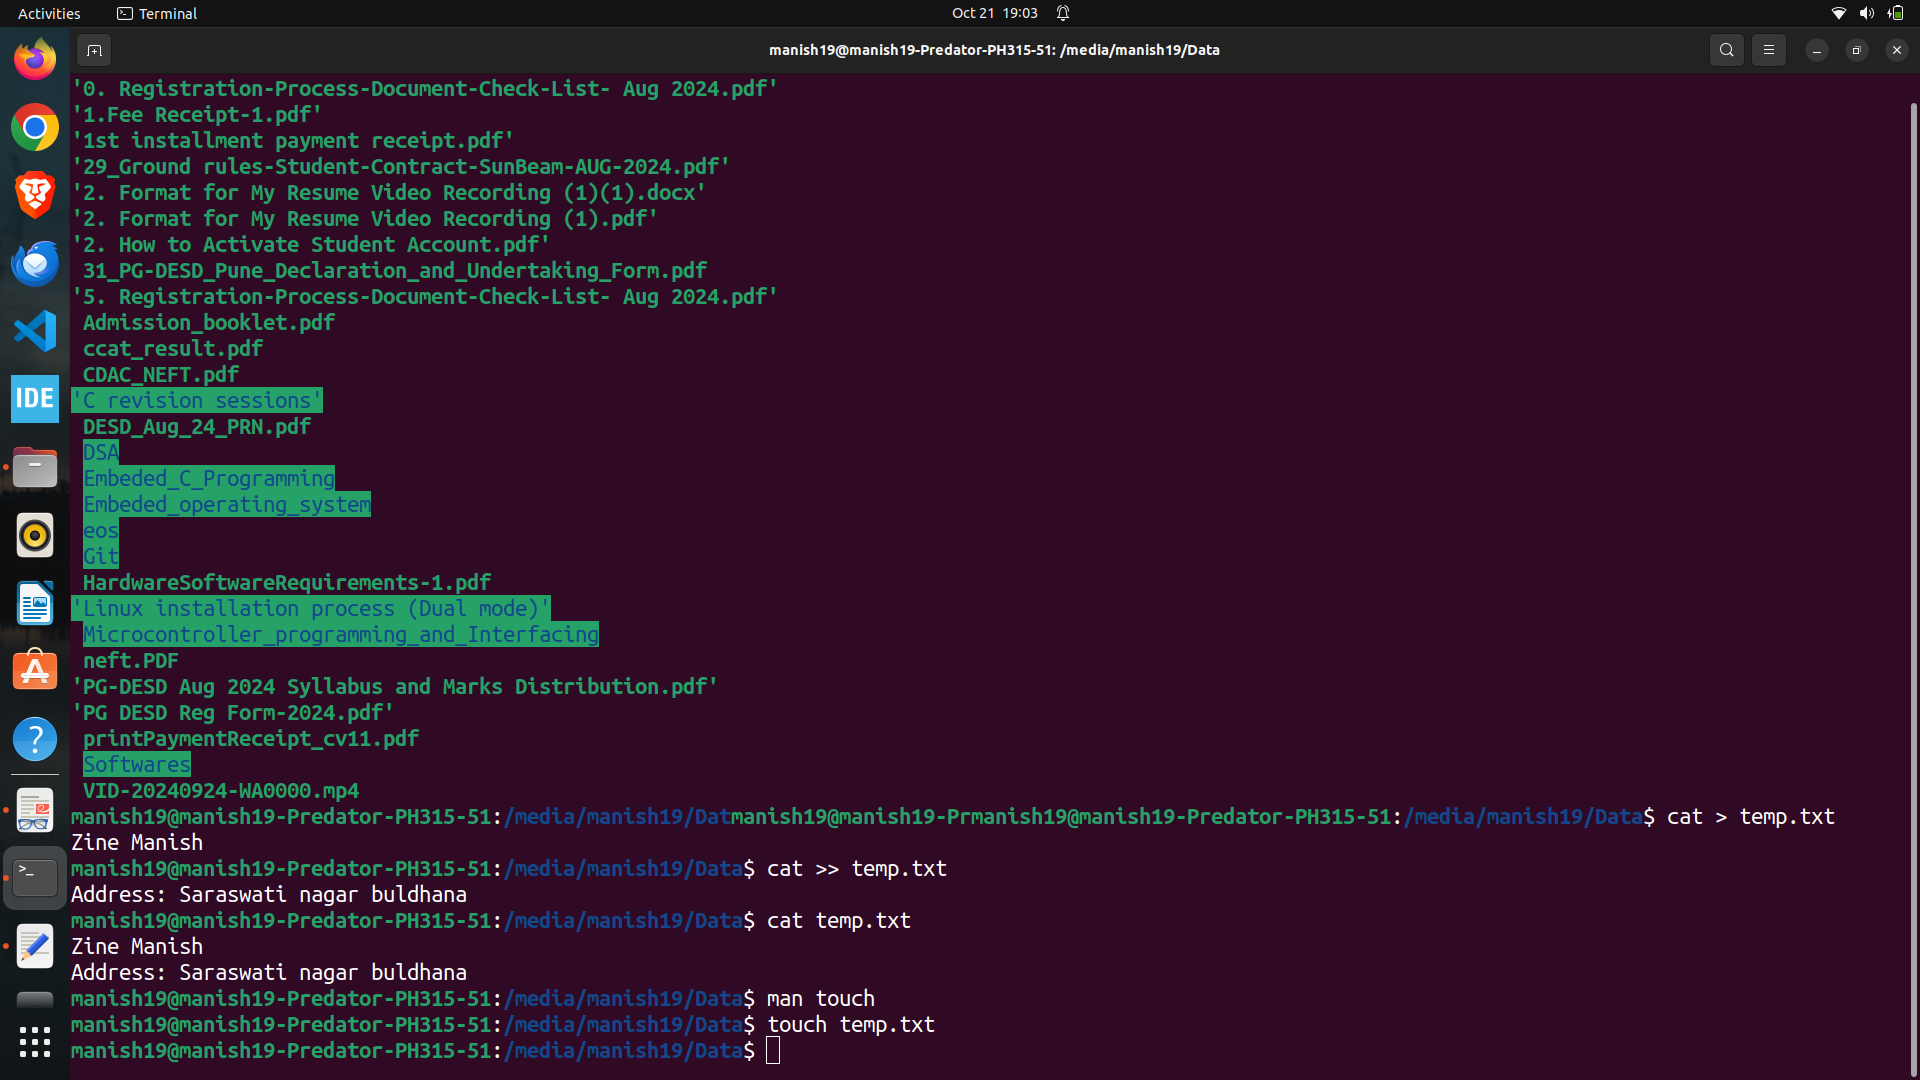 Activities
Terminal
Oct 21 19:03
manish19@manish19-Predator-PH315-51: /media/manish19/Data
'0. Registration-Process-Document-Check-List- Aug 2024.pdf'
'1.Fee Receipt-1.pdf'
'1st installment payment receipt.pdf'
'29_Ground rules-Student-Contract-SunBeam-AUG-2024.pdf'
'2. Format for My Resume Video Recording (1)(1).docx'
'2. Format for My Resume Video Recording (1).pdf'
'2. How to Activate Student Account.pdf'
31_PG-DESD_Pune_Declaration_and_Undertaking_Form.pdf
'5. Registration-Process-Document-Check-List- Aug 2024.pdf'
Admission_booklet.pdf
ccat_result.pdf
CDAC_NEFT.pdf
'C revision sessions'
DESD_Aug_24_PRN.pdf
DSA
Embeded_C_Programming
Embeded_operating_system
eos
Git
HardwareSoftwareRequirements-1.pdf
'Linux installation process (Dual mode)'
Microcontroller_programming_and_Interfacing
neft.PDF
'PG-DESD Aug 2024 Syllabus and Marks Distribution.pdf'
'PG DESD Reg Form-2024.pdf'
printPaymentReceipt_cv11.pdf
Softwares
VID-20240924-WA0000.mp4
manish19@manish19-Predator-PH315-51:/media/manish19/Datmanish19@manish19-Prmanish19@manish19-Predator-PH315-51:/media/manish19/Data$ cat > temp.txt
Zine Manish
manish19@manish19-Predator-PH315-51:/media/manish19/Data$ cat >> temp.txt
Address: Saraswati nagar buldhana
manish19@manish19-Predator-PH315-51:/media/manish19/Data$ cat temp.txt
Zine Manish
Address: Saraswati nagar buldhana
manish19@manish19-Predator-PH315-51:/media/manish19/Data$ man touch
manish19@manish19-Predator-PH315-51:/media/manish19/Data$ touch temp.txt
manish19@manish19-Predator-PH315-51:/media/manish19/Data$
IDE